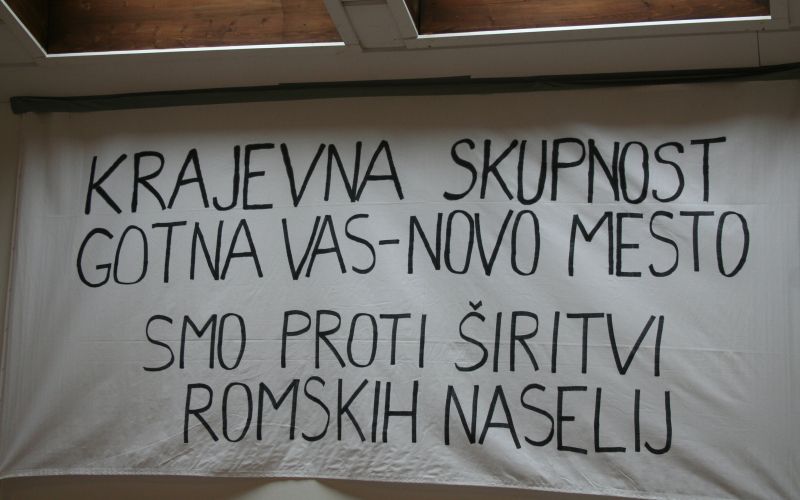 KRAJEVNA SKUPNOST
GOTNA VAS-NOVO MESTO
SMO PROTI ŠIRITVI
ROMSKIH NASELIJ